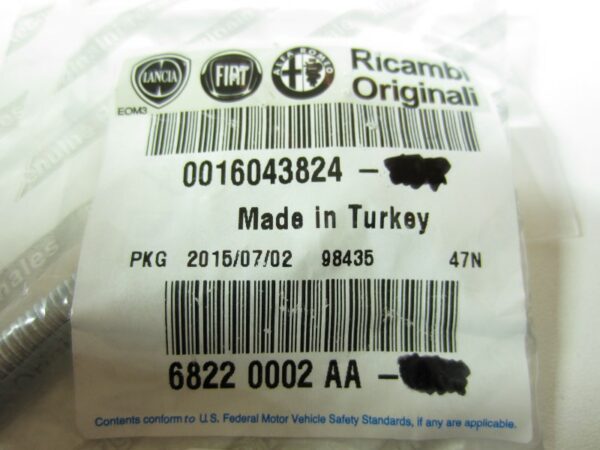 LANCIA FIAT ALFA ROMEO Ricambi
Originali
EOM3
0016043824 -
Made in Turkey
PKG 2015/07/02 98435 47N
6822 0002 AA -
Contents conform to U.S. Federal Motor Vehicle Safety Standards, if any are applicable.